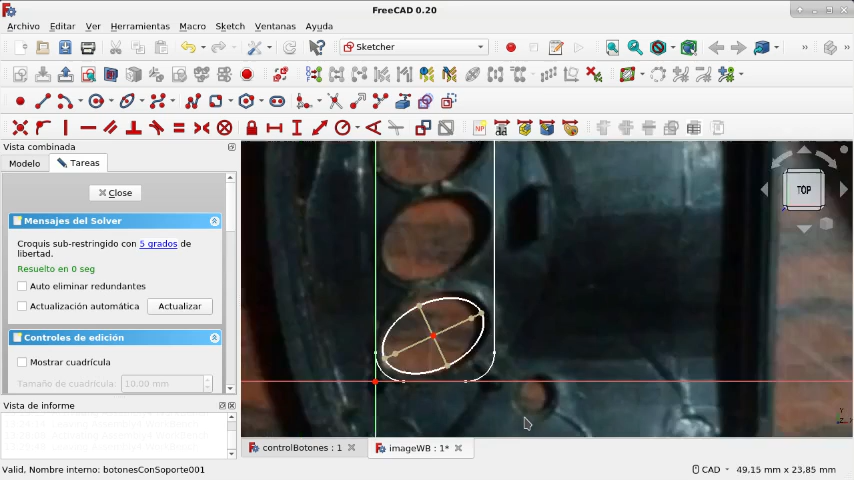 FreeCAD 0.20
Archivo Editar Ver Herramientas Macro Sketch Ventanas Ayuda
Sketcher
Vista combinada
Modelo Tareas
Close
Mensajes del Solver
Croquis sub-restringido con 5 grados de
libertad.
Resuelto en 0 seg
Auto eliminar redundantes
Actualización automática Actualizar
Controles de edición
Mostrar cuadrícula
Tamaño de cuadrícula: 10.00 mm
Vista de informe
TOP
controlBotones : 1 imageWB : 1*
Valid, Nombre interno: botonesConSoporte001 CAD 49,15 mm x 23,85 mm